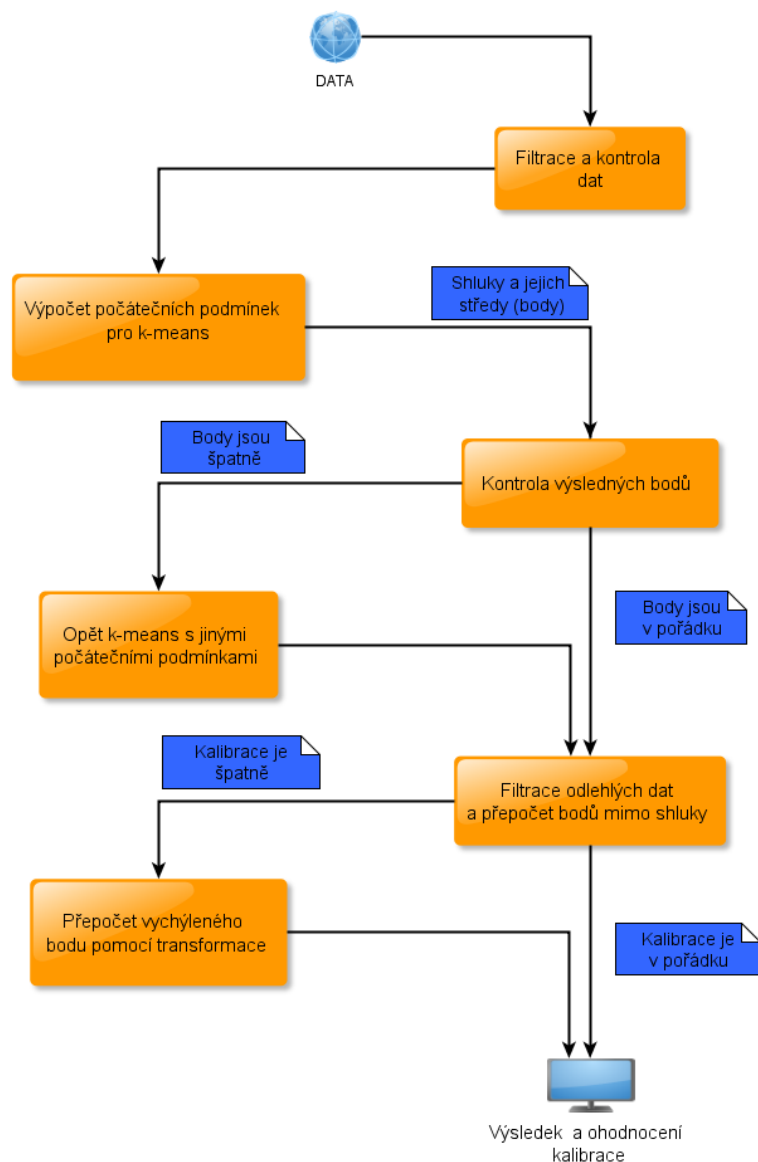 DATA
Filtrace a kontrola
dat
Výpočet počátečních podmínek
pro k-means
Shluky a jejich
středy (body)
Body jsou
špatně
Kontrola výsledných bodů
Opět k-means s jinými
počátečními podmínkami
Body jsou
v pořádku
Kalibrace je
špatně
Filtrace odlehlých dat
a přepočet bodů mimo shluky
Přepočet vychýleného
bodu pomocí transformace
Kalibrace je
v pořádku
Výsledek a ohodnocení
kalibrace